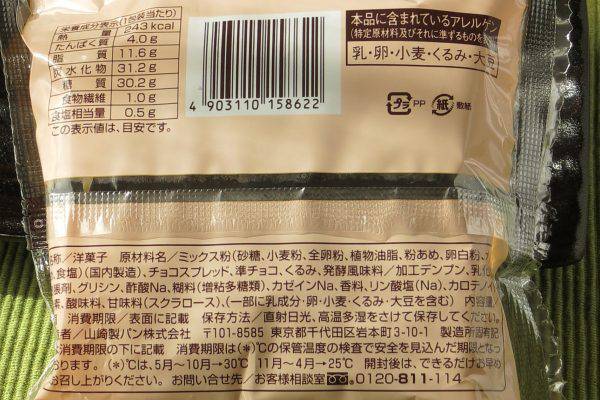 栄養成分表示(1包装当たり)
熱量 243kcal
たんぱく質 4.0g
脂質 11.6g
炭水化物 31.2g
糖質 30.2g
食物繊維 1.0g
食塩相当量 0.5g
この表示値は、目安です。
4 903110 158622
本品に含まれているアレルゲン
(特定原材料及びそれに準ずるものを
乳・卵・小麦・くるみ・大豆
プラ PP 紙 敷紙
名称/洋菓子 原材料名/ミックス粉(砂糖、小麦粉、全卵粉、植物油脂、粉あめ、卵白粉、
、食塩)(国内製造)、チョコスプレッド、準チョコ、くるみ、発酵風味料/加工デンプン、乳化
膨張剤、グリシン、酢酸Na、糊料(増粘多糖類)、カゼインNa、香料、リン酸塩(Na)、カロテノイ
、酸味料、甘味料(スクラロース)、(一部に乳成分・卵・小麦・くるみ・大豆を含む) 内容量/
消費期限/表面に記載 保存方法/直射日光、高温多湿をさけて保存してください。
製造者/山崎製パン株式会社 〒101-8585 東京都千代田区岩本町3-10-1 製造所固有記
消費期限の下に記載 消費期限は(*)℃の保管温度の検査で安全を見込んだ期限となっ
おります。(*)℃は、5月〜10月→30℃ 11月〜4月→25℃ 開封後は、できるだけお早め
お召し上がりください。 お問い合せ先/お客様相談室 0120-811-114